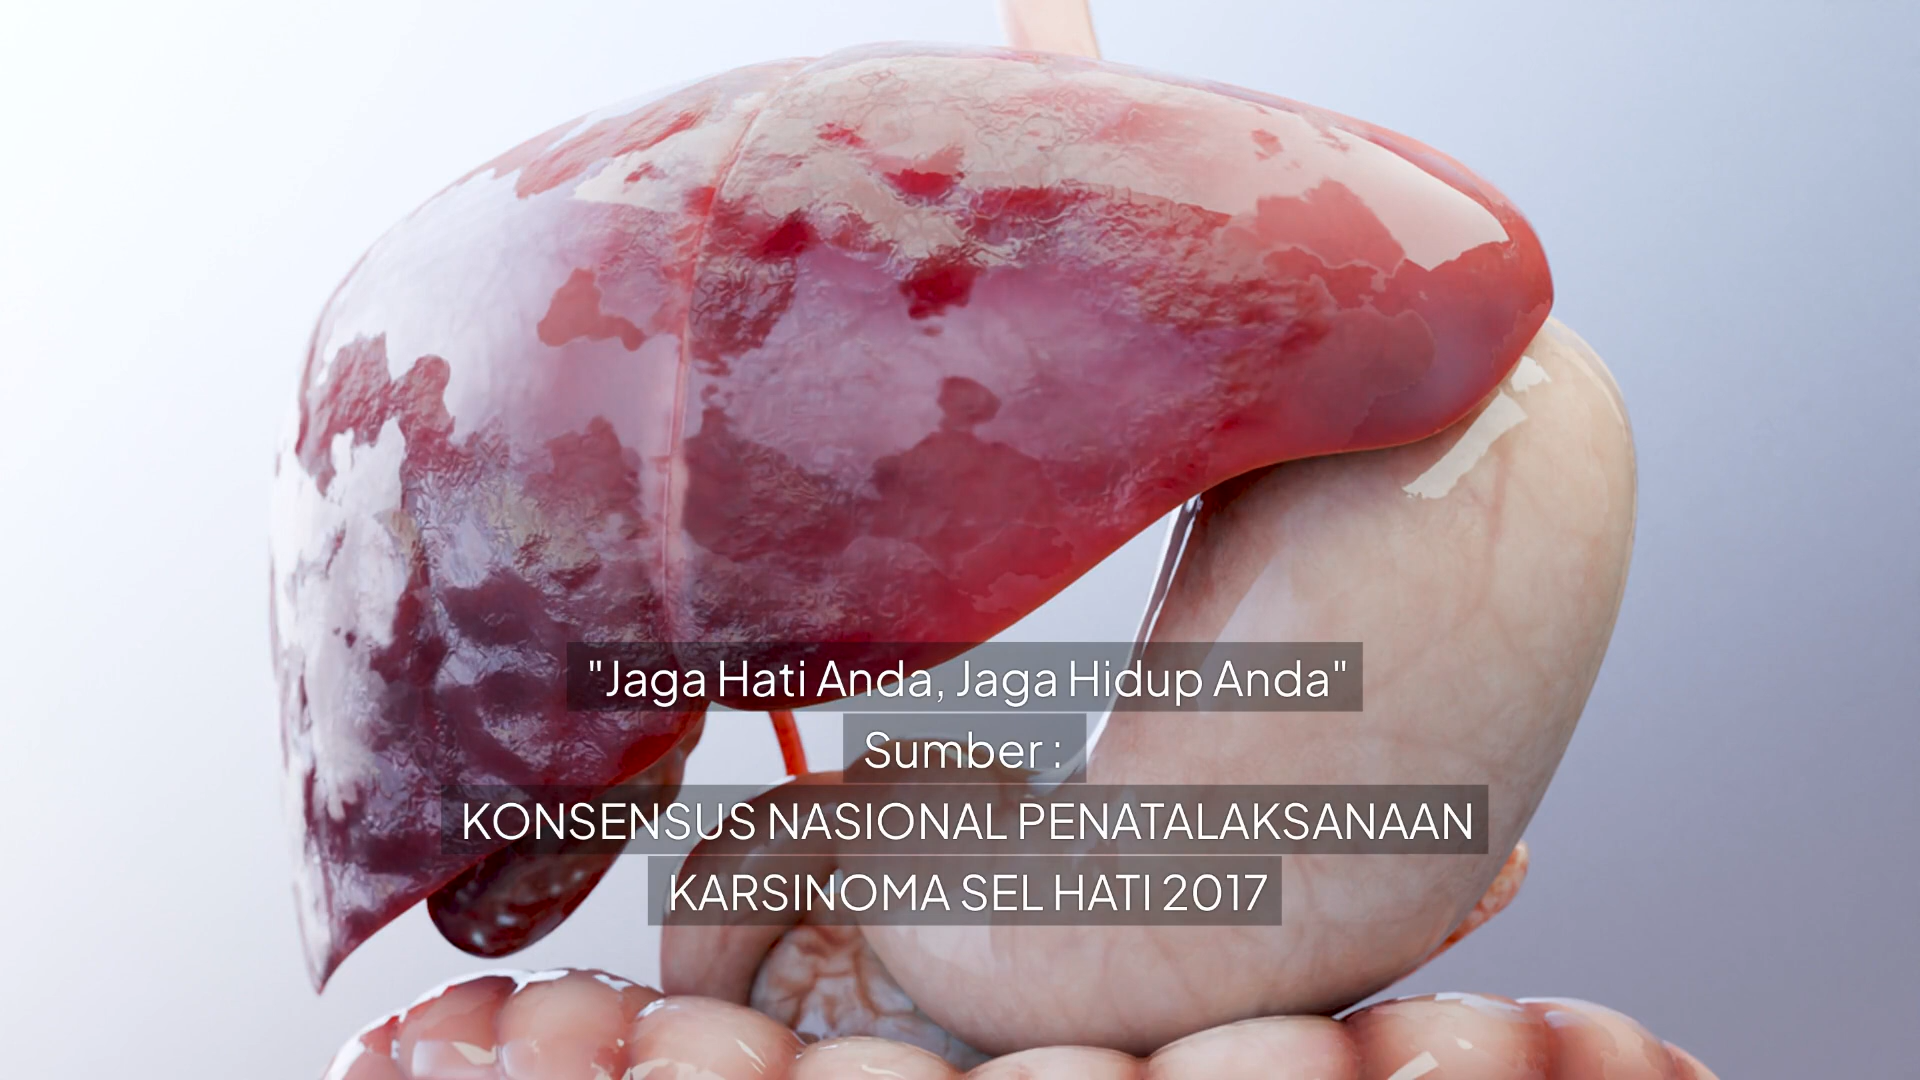 "Jaga Hati Anda, Jaga Hidup Anda"
Sumber :
KONSENSUS NASIONAL PENATALAKSANAAN
KARSINOMA SEL HATI 2017